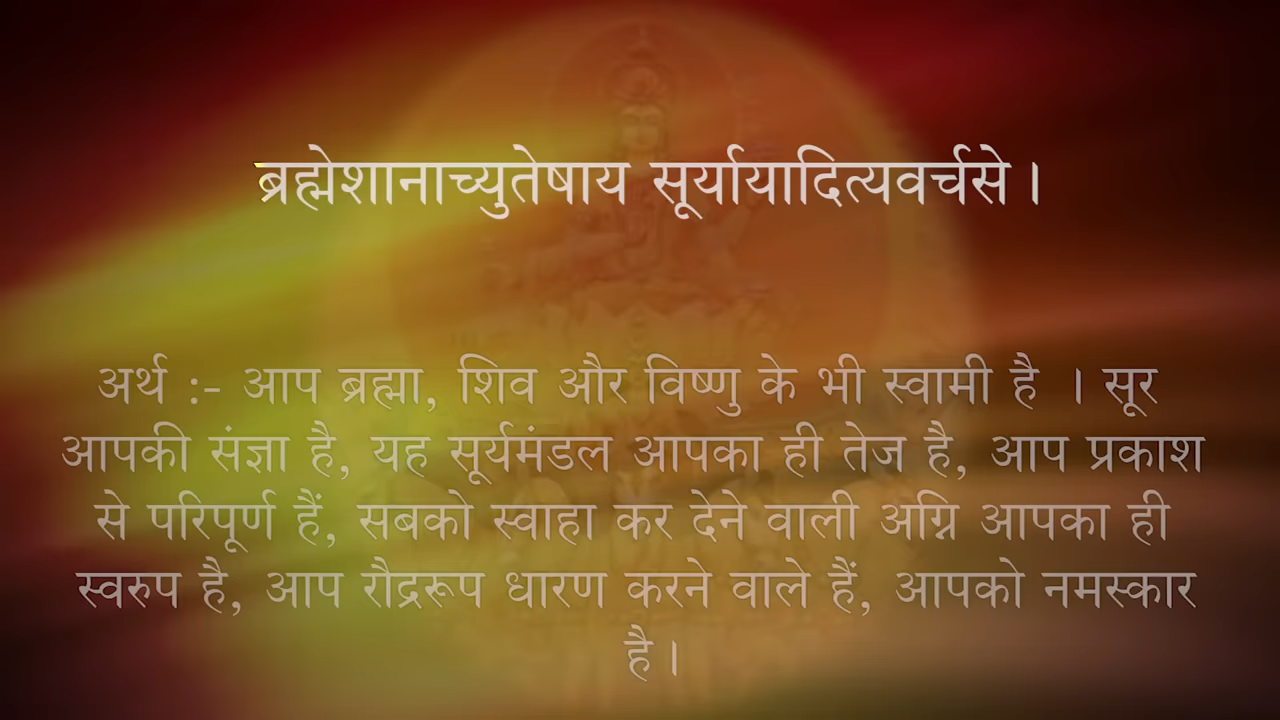 ब्रह्मेशानाच्युतेषाय सूर्यायादित्यवर्चसे ।
अर्थ :- आप ब्रह्मा, शिव और विष्णु के भी स्वामी है । सूर
आपकी संज्ञा है, यह सूर्यमंडल आपका ही तेज है, आप प्रकाश
से परिपूर्ण हैं, सबको स्वाहा कर देने वाली अग्नि आपका ही
स्वरुप है, आप रौद्ररूप धारण करने वाले हैं, आपको नमस्कार
है ।